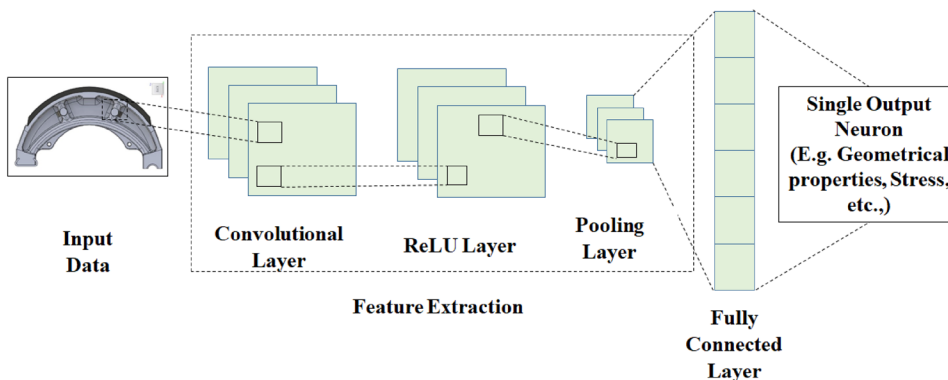 Input
Data
Convolutional
Layer
ReLU Layer
Pooling
Layer
Feature Extraction
Fully
Connected
Layer
Single Output
Neuron
(E.g. Geometrical
properties, Stress,
etc.,)